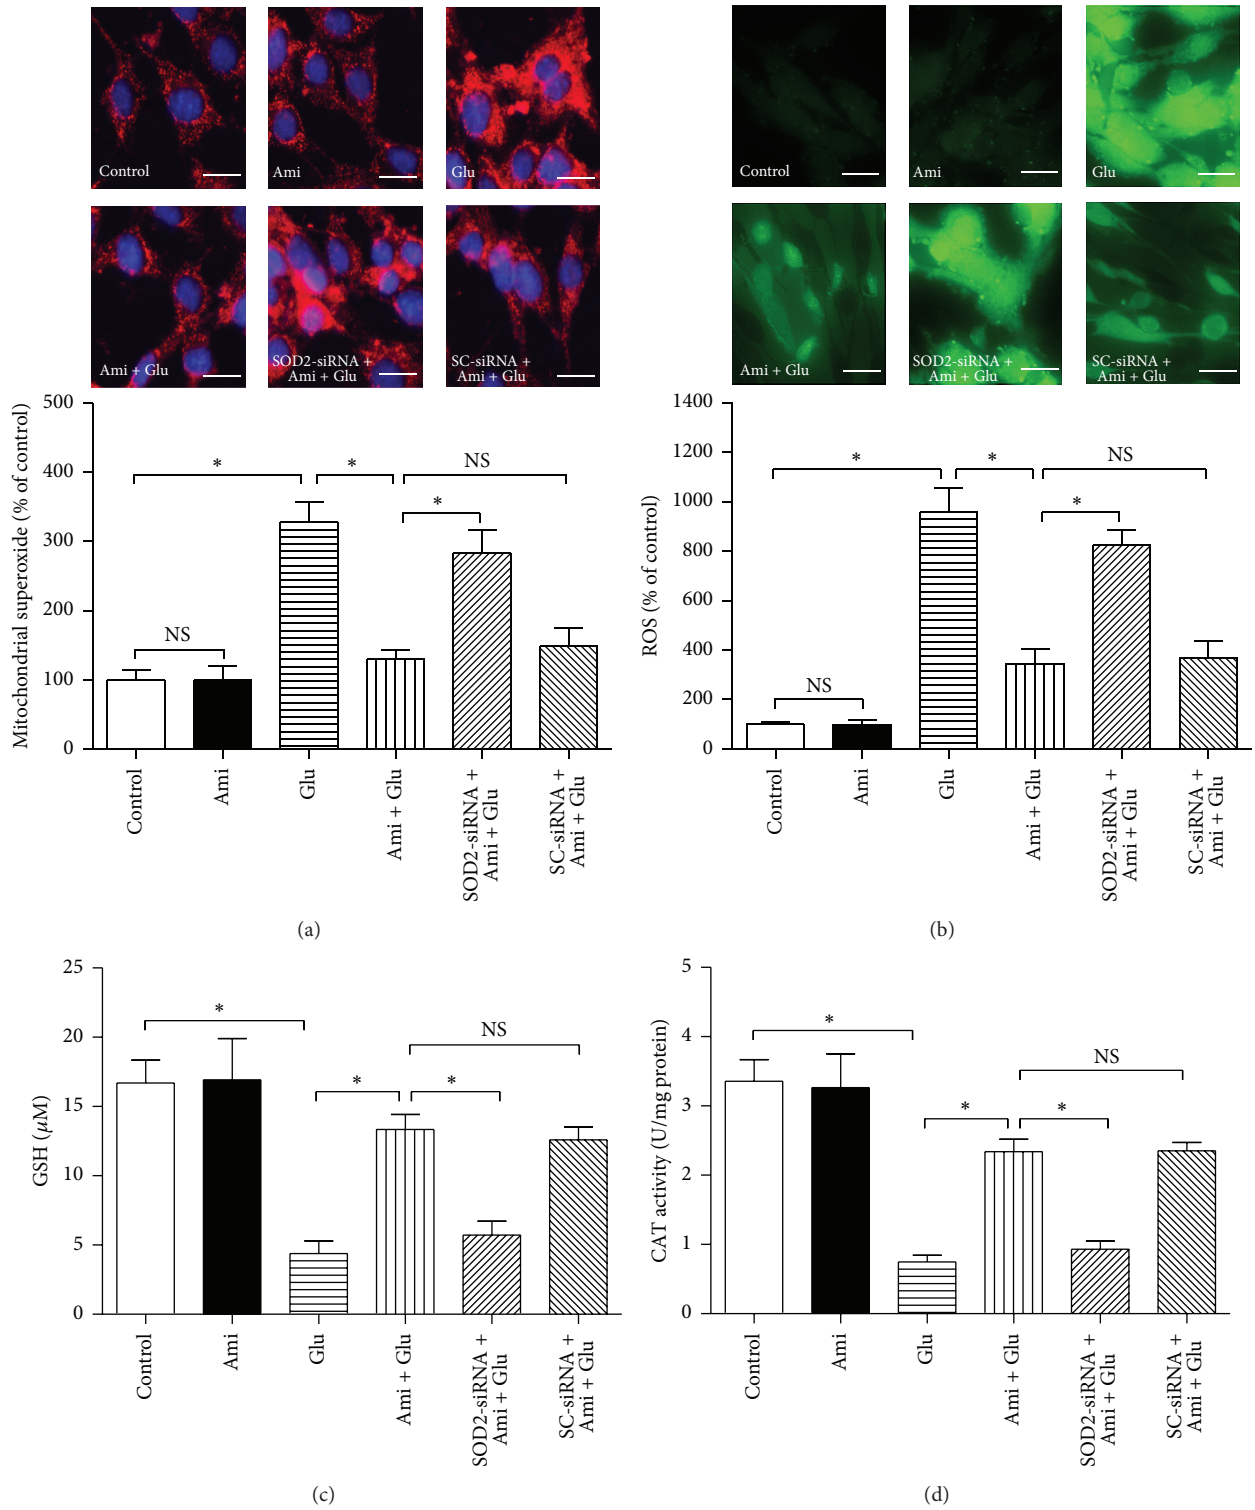 Control
Ami
Glu
Ami + Glu
SOD2-siRNA +
Ami + Glu
SC-siRNA +
Ami + Glu
Mitochondrial superoxide (% of control)
500
400
300
200
100
0
NS
*
*
*
NS
Control
Ami
Glu
Ami + Glu
SOD2-siRNA +
Ami + Glu
SC-siRNA +
Ami + Glu
(a)
Control
Ami
Glu
Ami + Glu
SOD2-siRNA +
Ami + Glu
SC-siRNA +
Ami + Glu
ROS (% of control)
1400
1200
1000
800
600
400
200
0
NS
*
*
*
NS
Control
Ami
Glu
Ami + Glu
SOD2-siRNA +
Ami + Glu
SC-siRNA +
Ami + Glu
(b)
GSH (μM)
25
20
15
10
5
0
*
*
*
NS
Control
Ami
Glu
Ami + Glu
SOD2-siRNA +
Ami + Glu
SC-siRNA +
Ami + Glu
(c)
CAT activity (U/mg protein)
5
4
3
2
1
0
*
*
*
NS
Control
Ami
Glu
Ami + Glu
SOD2-siRNA +
Ami + Glu
SC-siRNA +
Ami + Glu
(d)